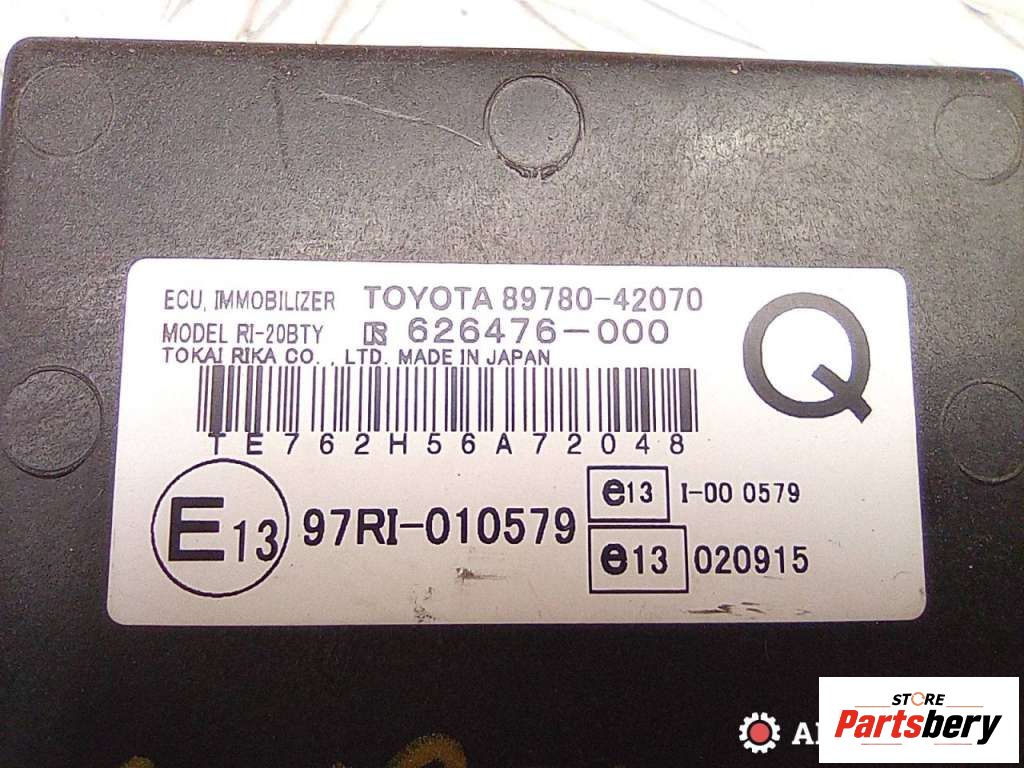 ECU, IMMOBILIZER TOYOTA 89780-42070
MODEL RI-20BTY 626476-000
TOKAI RIKA CO., LTD. MADE IN JAPAN
Q
TE762H56A72048
E13 97RI-010579
e13 I-00 0579
e13 020915
STORE
Partsbery